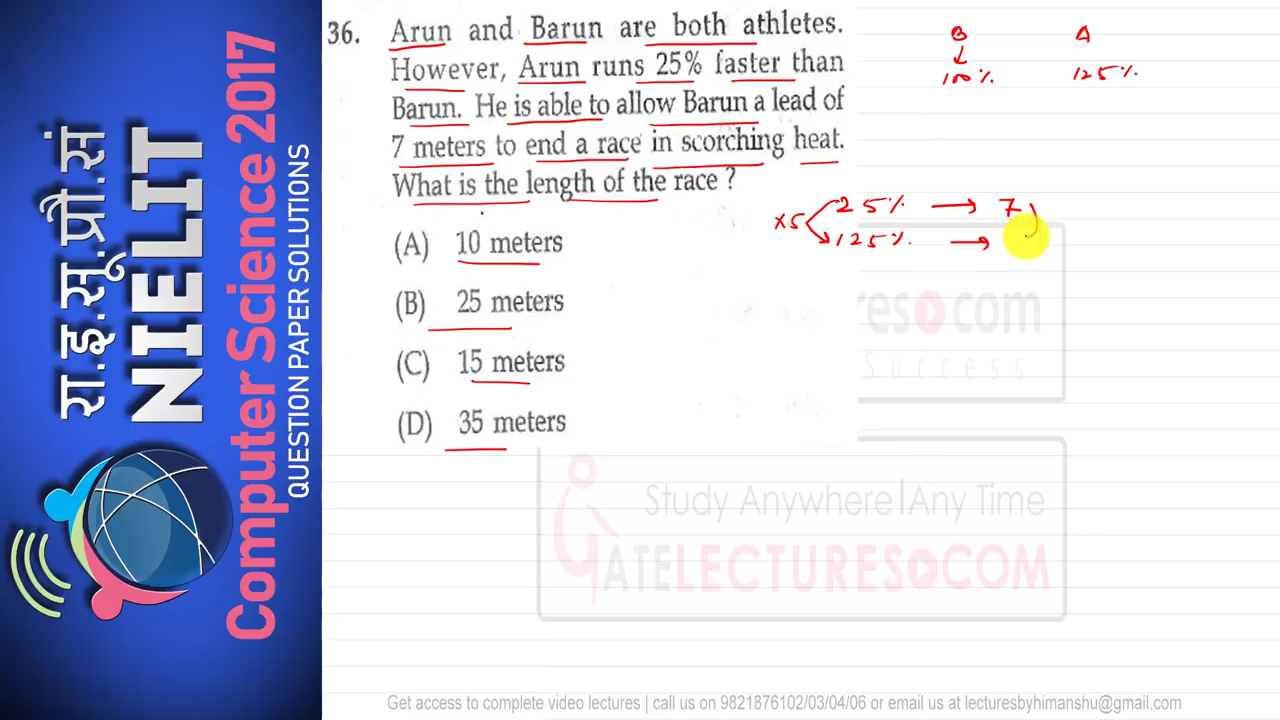 रा.इ.सू.प्रौ.सं
NIELIT
Computer Science 2017
QUESTION PAPER SOLUTIONS
36. Arun and Barun are both athletes.
However, Arun runs 25% faster than
Barun. He is able to allow Barun a lead of
7 meters to end a race in scorching heat.
What is the length of the race ?
(A) 10 meters
(B) 25 meters
(C) 15 meters
(D) 35 meters
B A
100% 125%
25% → 7
×5
125% →
Success
Study Anywhere|Any Time
GATELECTURES.COM
Get access to complete video lectures | call us on 9821876102/03/04/06 or email us at lecturesbyhimanshu@gmail.com